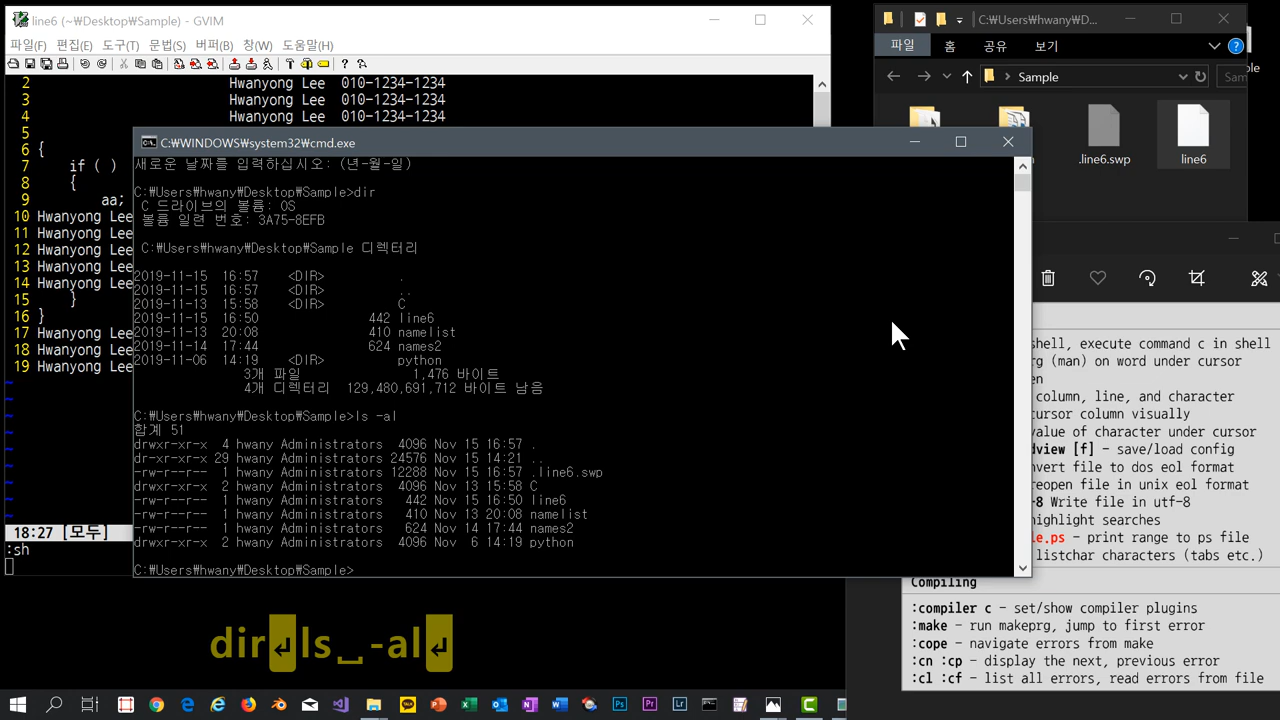 line6 (~₩Desktop₩Sample) - GVIM
파일(F) 편집(E) 도구(T) 문법(S) 버퍼(B) 창(W) 도움말(H)
2 Hwanyong Lee 010-1234-1234
3 Hwanyong Lee 010-1234-1234
4 Hwanyong Lee 010-1234-1234
5
6 {
7 if ( )
8 {
9 aa;
10 Hwanyong Lee
11 Hwanyong Lee
12 Hwanyong Lee
13 Hwanyong Lee
14 Hwanyong Lee
15 }
16 }
17 Hwanyong Lee
18 Hwanyong Lee
19 Hwanyong Lee
~
~
~
~
~
~
~
~
18:27 [모두]
:sh
C:₩WINDOWS₩system32₩cmd.exe
새로운 날짜를 입력하십시오: (년-월-일)
C:₩Users₩hwany₩Desktop₩Sample>dir
C 드라이브의 볼륨: OS
볼륨 일련 번호: 3A75-8EFB
C:₩Users₩hwany₩Desktop₩Sample 디렉터리
2019-11-15 16:57 <DIR> .
2019-11-15 16:57 <DIR> ..
2019-11-13 15:58 <DIR> C
2019-11-15 16:50 442 line6
2019-11-13 20:08 410 namelist
2019-11-14 17:44 624 names2
2019-11-06 14:19 <DIR> python
3개 파일 1,476 바이트
4개 디렉터리 129,480,691,712 바이트 남음
C:₩Users₩hwany₩Desktop₩Sample>ls -al
합계 51
drwxr-xr-x 4 hwany Administrators 4096 Nov 15 16:57 .
dr-xr-xr-x 29 hwany Administrators 24576 Nov 15 14:21 ..
-rw-r--r-- 1 hwany Administrators 12288 Nov 15 16:57 .line6.swp
drwxr-xr-x 2 hwany Administrators 4096 Nov 13 15:58 C
-rw-r--r-- 1 hwany Administrators 442 Nov 15 16:50 line6
-rw-r--r-- 1 hwany Administrators 410 Nov 13 20:08 namelist
-rw-r--r-- 1 hwany Administrators 624 Nov 14 17:44 names2
drwxr-xr-x 2 hwany Administrators 4096 Nov 6 14:19 python
C:₩Users₩hwany₩Desktop₩Sample>
C:₩Users₩hwany₩D...
파일 홈 공유 보기
Sample
Sam
.line6.swp line6
shell, execute command c in shell
rg (man) on word under cursor
en
column, line, and character
cursor column visually
value of character under cursor
dview [f] - save/load config
nvert file to dos eol format
reopen file in unix eol format
-8 Write file in utf-8
highlight searches
le.ps - print range to ps file
listchar characters (tabs etc.)
Compiling
:compiler c - set/show compiler plugins
:make - run makeprg, jump to first error
:cope - navigate errors from make
:cn :cp - display the next, previous error
:cl :cf - list all errors, read errors from file
dir↵ls␣-al↵